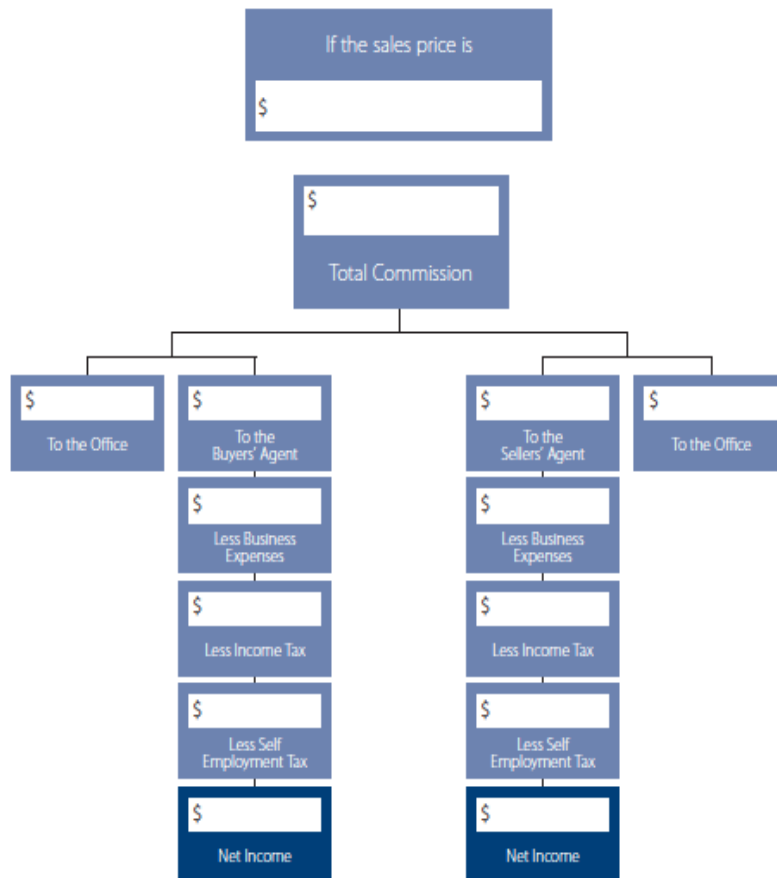 If the sales price is
$
$
Total Commission
$
To the Office
$
To the
Buyers' Agent
$
Less Business
Expenses
$
Less Income Tax
$
Less Self
Employment Tax
$
Net Income
$
To the
Sellers' Agent
$
Less Business
Expenses
$
Less Income Tax
$
Less Self
Employment Tax
$
Net Income
$
To the Office